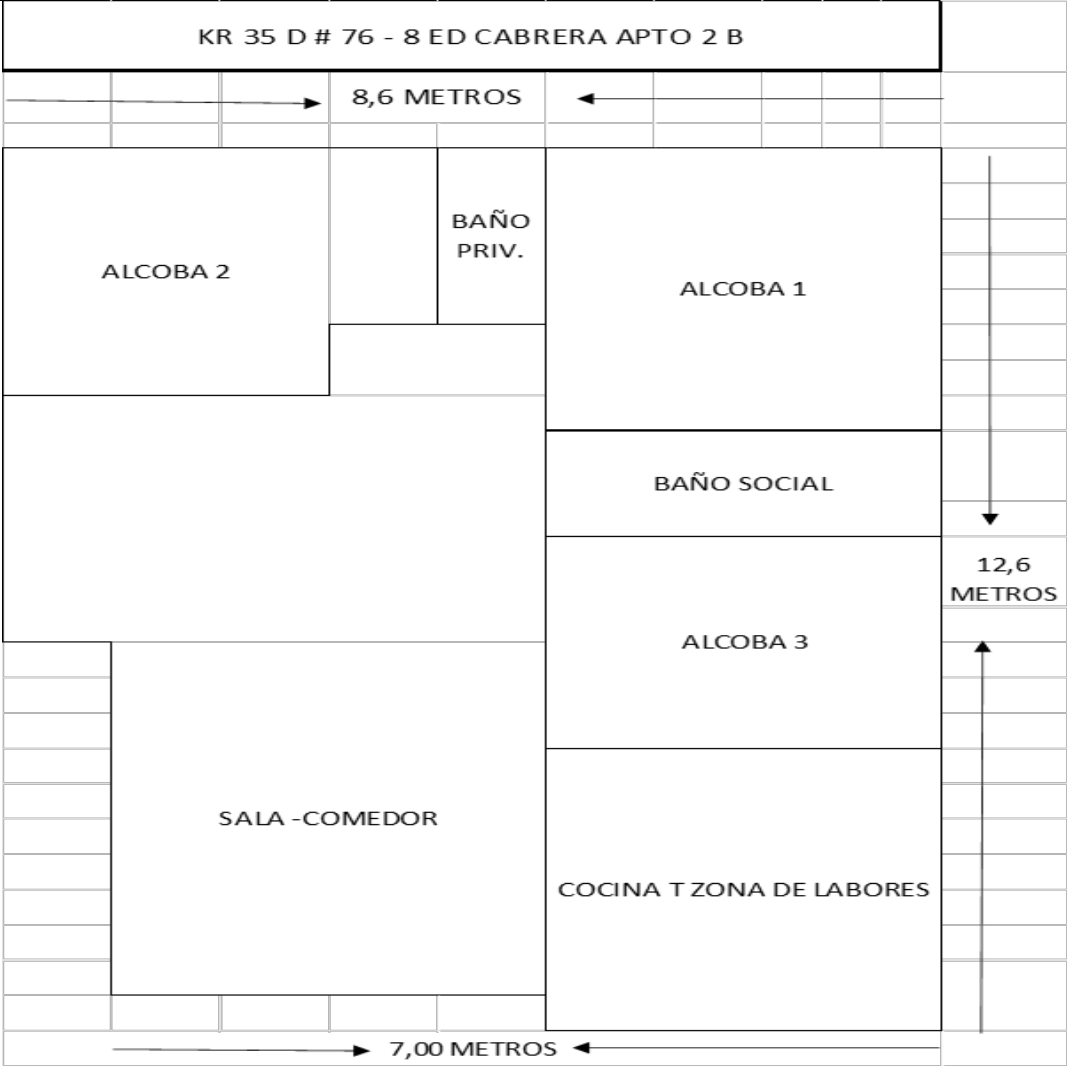 KR 35 D # 76 - 8 ED CABRERA APTO 2 B
8,6 METROS
BAÑO
PRIV.
ALCOBA 2
ALCOBA 1
BAÑO SOCIAL
12,6
METROS
ALCOBA 3
SALA -COMEDOR
COCINA T ZONA DE LABORES
7,00 METROS